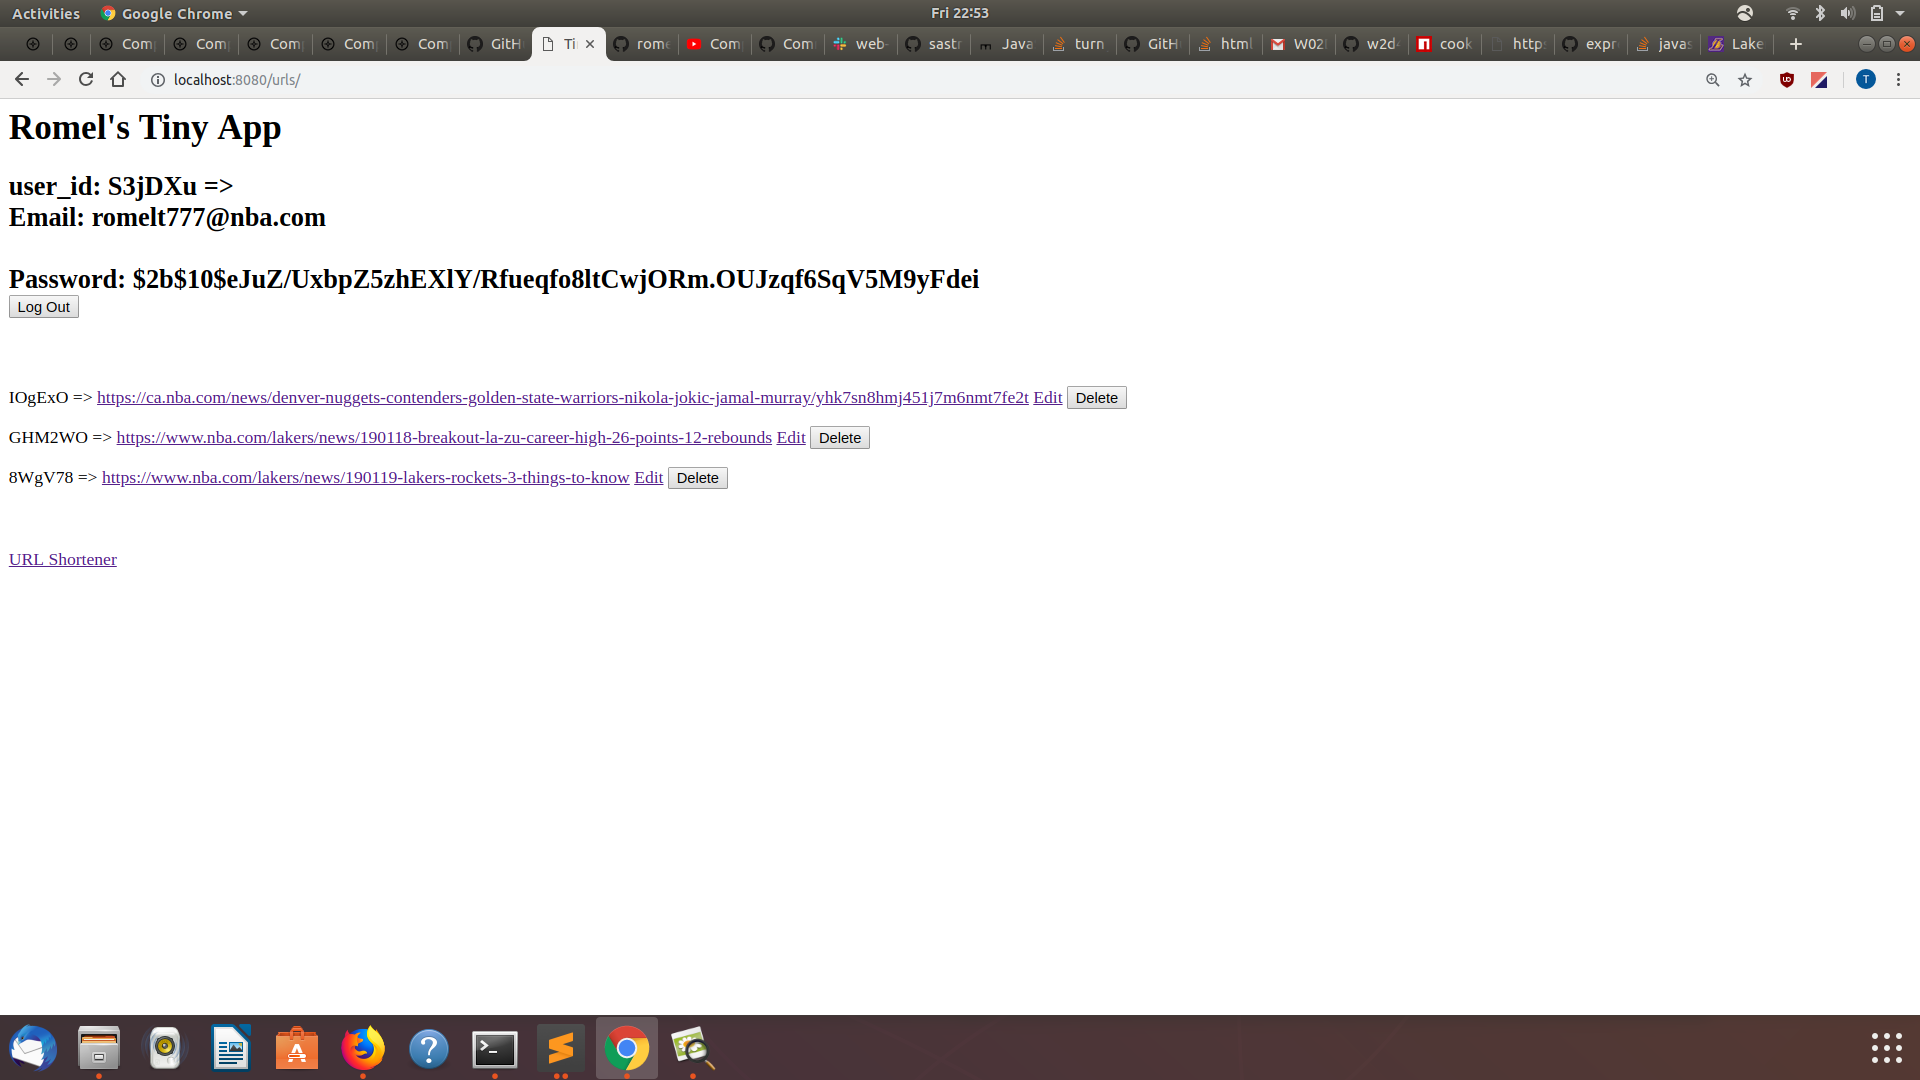 Activities Google Chrome Fri 22:53
Com Com Com Com Com GitH Ti rome Com Com web- sast Java turn GitH html W02 w2d cook https expr javas Lake
localhost:8080/urls/ T
Romel's Tiny App
user_id: S3jDXu =>
Email: romelt777@nba.com
Password: $2b$10$eJuZ/UxbpZ5zhEXlY/Rfueqfo8ltCwjORm.OUJzqf6SqV5M9yFdei
Log Out
IOgExO => https://ca.nba.com/news/denver-nuggets-contenders-golden-state-warriors-nikola-jokic-jamal-murray/yhk7sn8hmj451j7m6nmt7fe2t Edit Delete
GHM2WO => https://www.nba.com/lakers/news/190118-breakout-la-zu-career-high-26-points-12-rebounds Edit Delete
8WgV78 => https://www.nba.com/lakers/news/190119-lakers-rockets-3-things-to-know Edit Delete
URL Shortener